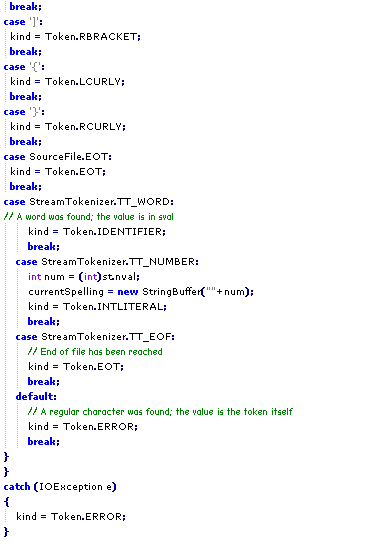 break;
case ']':
kind = Token.RBRACKET;
break;
case '{':
kind = Token.LCURLY;
break;
case '}':
kind = Token.RCURLY;
break;
case SourceFile.EOT:
kind = Token.EOT;
break;
case StreamTokenizer.TT_WORD:
// A word was found; the value is in sval
kind = Token.IDENTIFIER;
break;
case StreamTokenizer.TT_NUMBER:
int num = (int)st.nval;
currentSpelling = new StringBuffer(""+num);
kind = Token.INTLITERAL;
break;
case StreamTokenizer.TT_EOF:
// End of file has been reached
kind = Token.EOT;
break;
default:
// A regular character was found; the value is the token itself
kind = Token.ERROR;
break;
}
}
catch (IOException e)
{
kind = Token.ERROR;
}